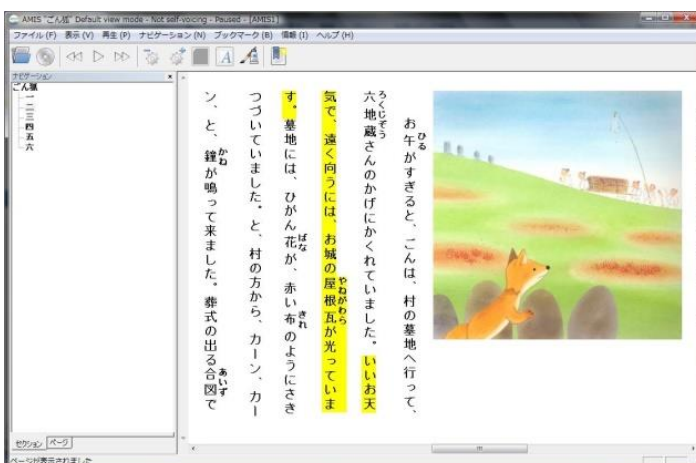 AMIS "ごん狐" Default view mode - Not self-voicing - Paused - [AMIS1]
ファイル(F) 表示(V) 再生(P) ナビゲーション(N) ブックマーク(B) 情報(I) ヘルプ(H)
ナビゲーション
ごん狐
一
二
三
四
五
六
お午がすぎると、ごんは、村の墓地へ行って、
ひる
六地蔵さんのかげにかくれていました。いいお天
ろくじぞう
気で、遠く向うには、お城の屋根瓦が光っていま
やねがわら
す。墓地には、ひがん花が、赤い布のようにさき
ばな
きれ
つづいていました。と、村の方から、カーン、カー
ン、と、鐘が鳴って来ました。葬式の出る合図で
かね
あいず
セクション ページ
ページが表示されました